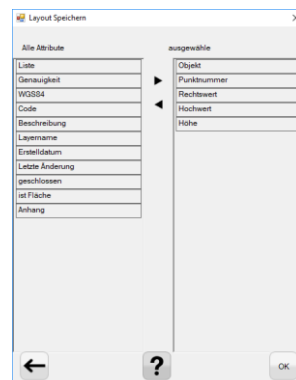 Layout Speichern
Alle Attribute
ausgewähle
Liste
Genauigkeit
WGS84
Code
Beschreibung
Layername
Erstelldatum
Letzte Änderung
geschlossen
ist Fläche
Anhang
Objekt
Punktnummer
Rechtswert
Hochwert
Höhe
?
OK